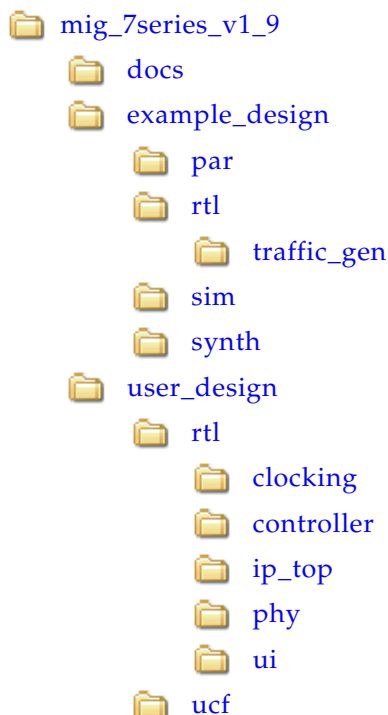 mig_7series_v1_9
docs
example_design
par
rtl
traffic_gen
sim
synth
user_design
rtl
clocking
controller
ip_top
phy
ui
ucf